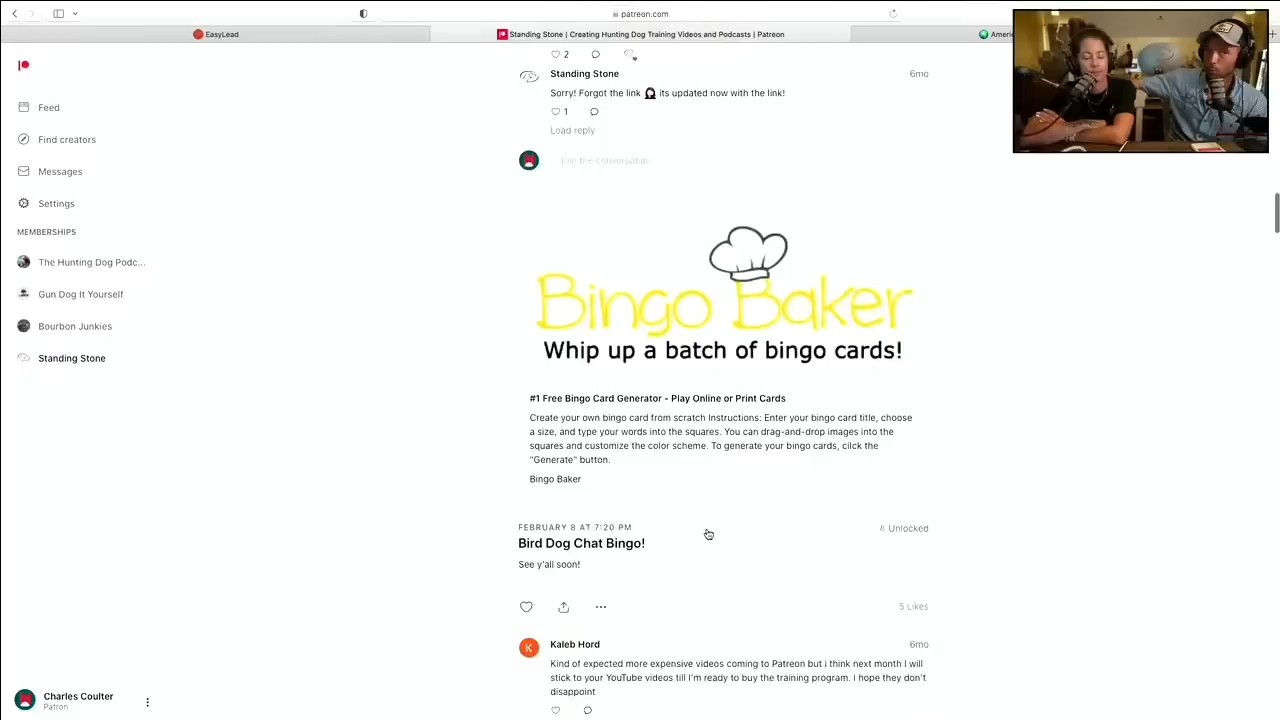 patreon.com
EasyLead
Standing Stone | Creating Hunting Dog Training Videos and Podcasts | Patreon
Americ
Feed
Find creators
Messages
Settings
MEMBERSHIPS
The Hunting Dog Podc...
Gun Dog It Yourself
Bourbon Junkies
Standing Stone
Charles Coulter
Patron
2
Standing Stone
6mo
Sorry! Forgot the link 🤦🏻‍♀️ its updated now with the link!
1
Load reply
Join the conversation
Bingo Baker
Whip up a batch of bingo cards!
#1 Free Bingo Card Generator - Play Online or Print Cards
Create your own bingo card from scratch Instructions: Enter your bingo card title, choose
a size, and type your words into the squares. You can drag-and-drop images into the
squares and customize the color scheme. To generate your bingo cards, cilck the
"Generate" button.
Bingo Baker
FEBRUARY 8 AT 7:20 PM
Unlocked
Bird Dog Chat Bingo!
See y'all soon!
5 Likes
K
Kaleb Hord
6mo
Kind of expected more expensive videos coming to Patreon but i think next month I will
stick to your YouTube videos till I'm ready to buy the training program. I hope they don't
disappoint